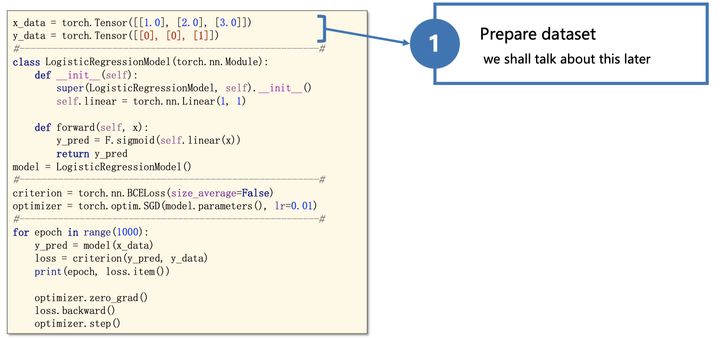 x_data = torch.Tensor([[1.0], [2.0], [3.0]])
y_data = torch.Tensor([[0], [0], [1]])
#-------------------------------------------------------#
class LogisticRegressionModel(torch.nn.Module):
    def __init__(self):
        super(LogisticRegressionModel, self).__init__()
        self.linear = torch.nn.Linear(1, 1)

    def forward(self, x):
        y_pred = F.sigmoid(self.linear(x))
        return y_pred
model = LogisticRegressionModel()
#-------------------------------------------------------#
criterion = torch.nn.BCELoss(size_average=False)
optimizer = torch.optim.SGD(model.parameters(), lr=0.01)
#-------------------------------------------------------#
for epoch in range(1000):
    y_pred = model(x_data)
    loss = criterion(y_pred, y_data)
    print(epoch, loss.item())

    optimizer.zero_grad()
    loss.backward()
    optimizer.step()
1
Prepare dataset
we shall talk about this later